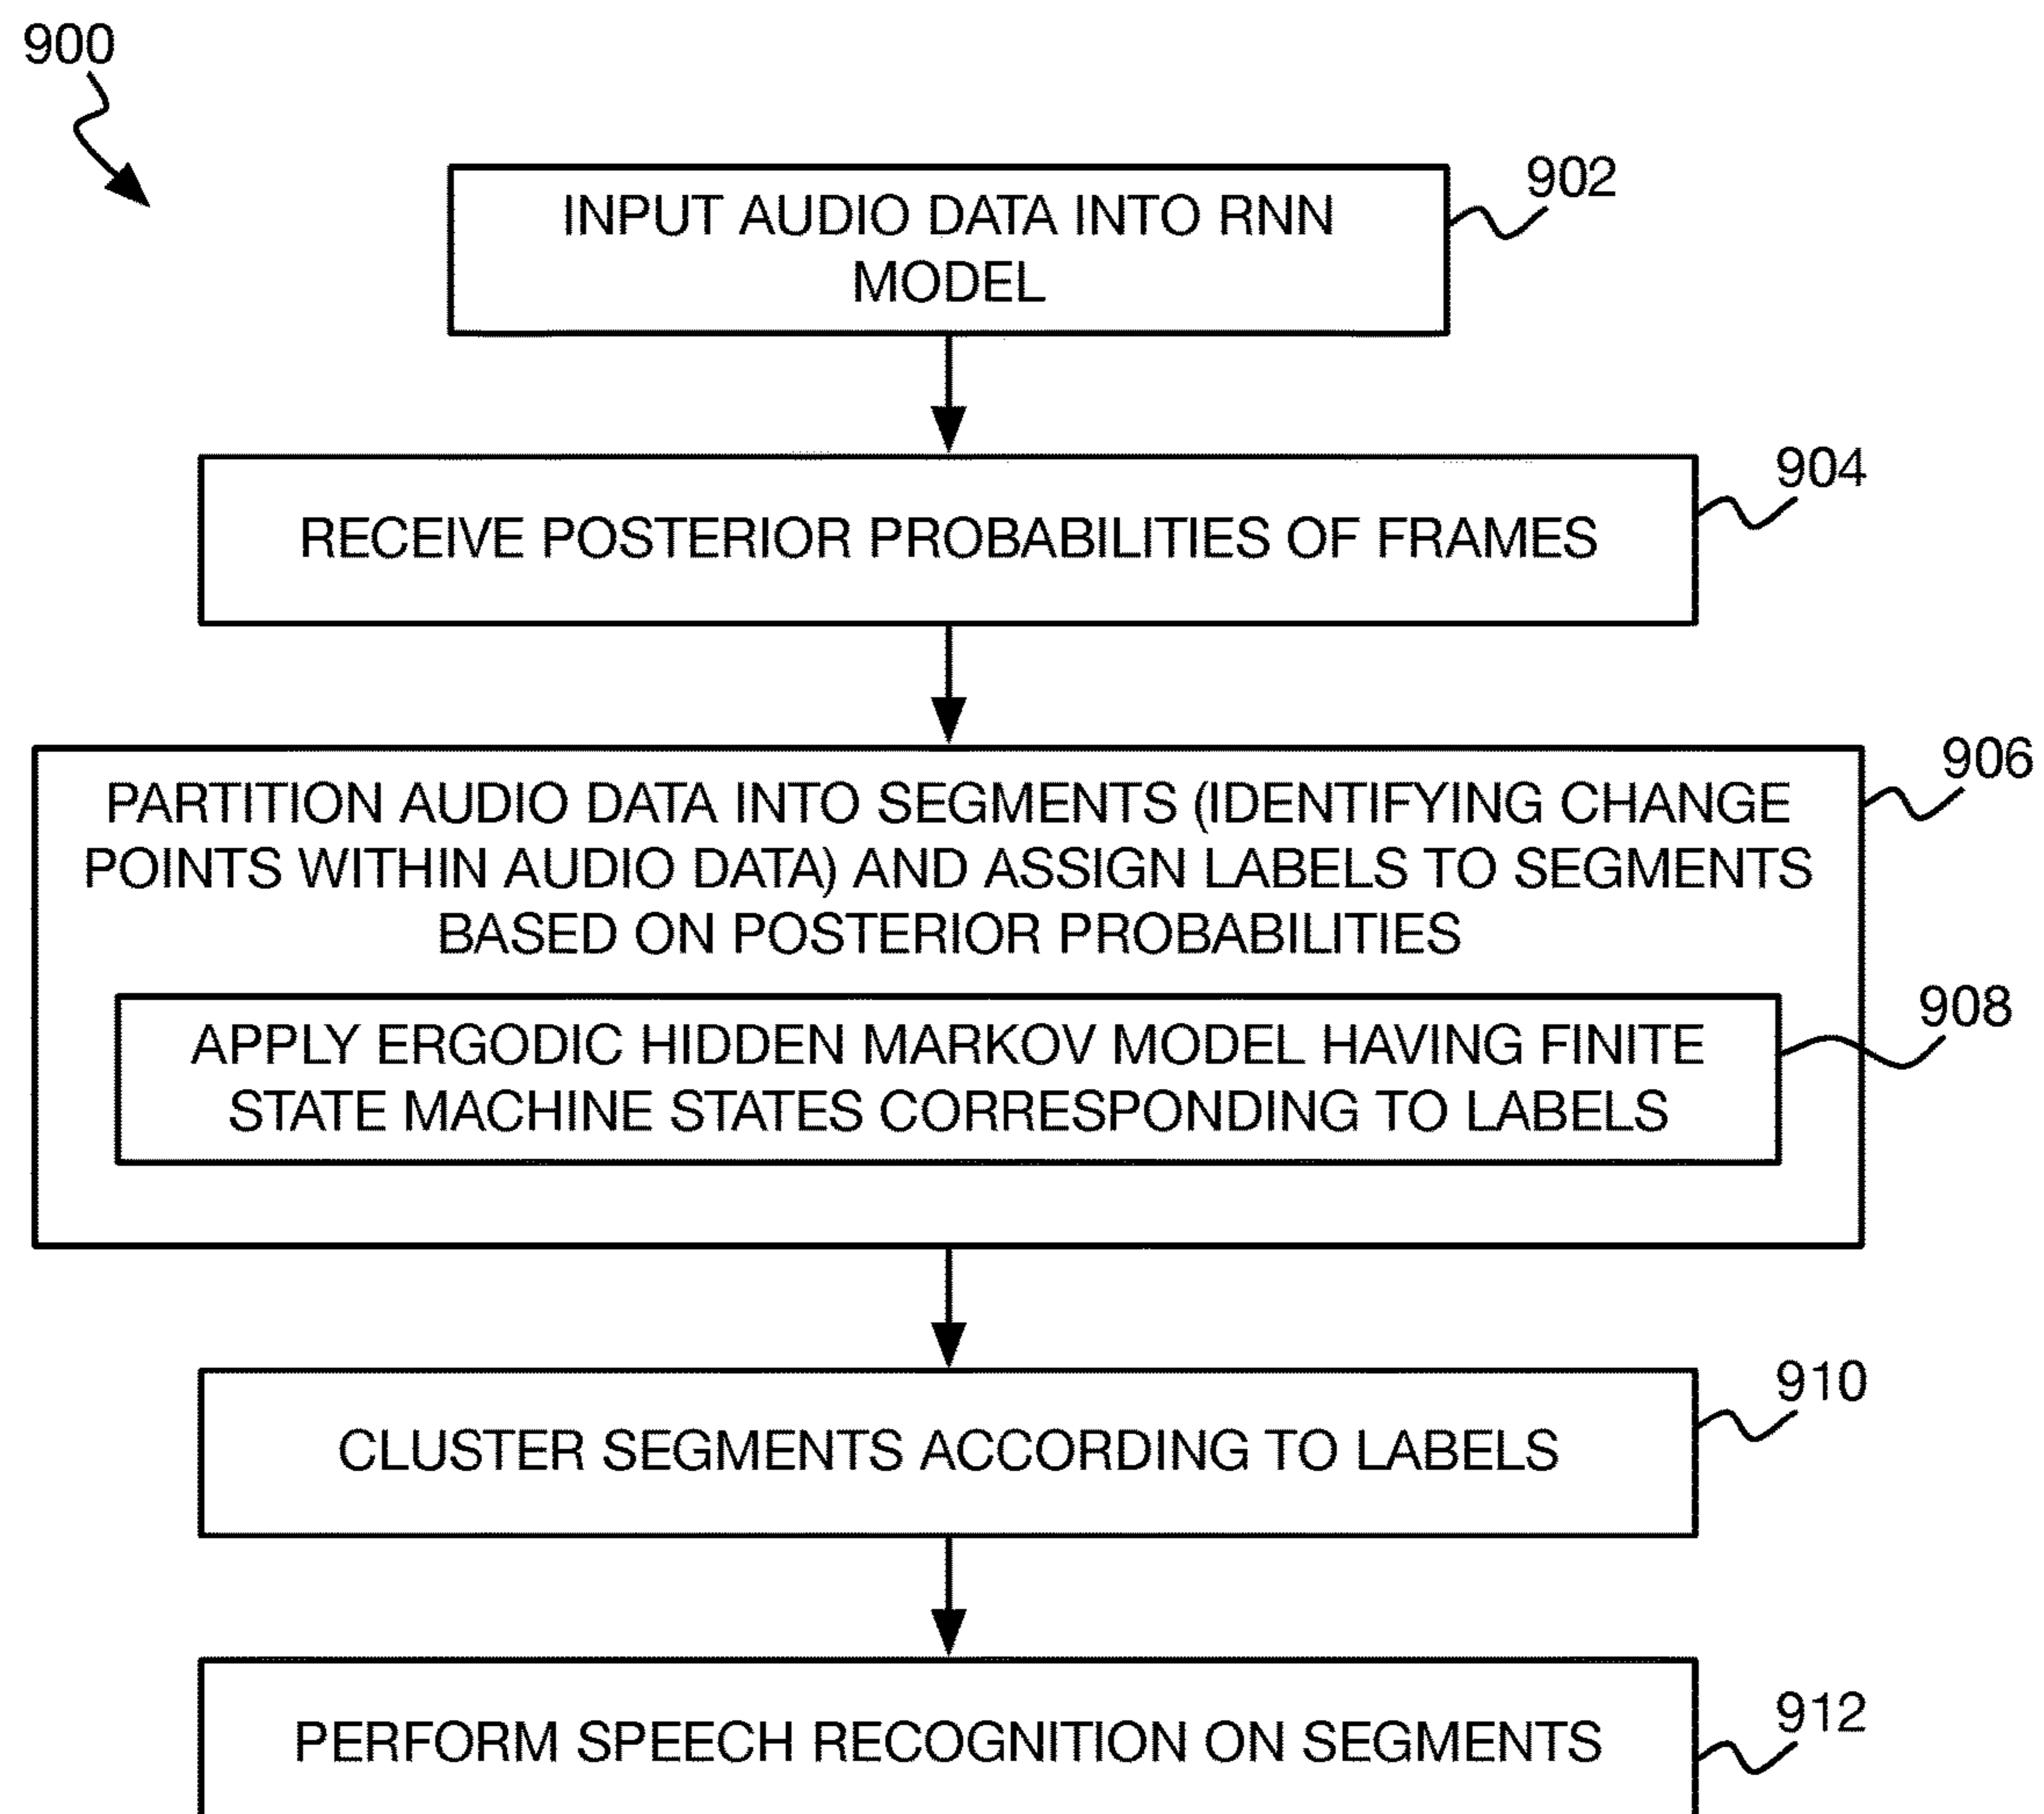 900
INPUT AUDIO DATA INTO RNN
MODEL
902
RECEIVE POSTERIOR PROBABILITIES OF FRAMES
904
PARTITION AUDIO DATA INTO SEGMENTS (IDENTIFYING CHANGE
POINTS WITHIN AUDIO DATA) AND ASSIGN LABELS TO SEGMENTS
BASED ON POSTERIOR PROBABILITIES
906
APPLY ERGODIC HIDDEN MARKOV MODEL HAVING FINITE
STATE MACHINE STATES CORRESPONDING TO LABELS
908
CLUSTER SEGMENTS ACCORDING TO LABELS
910
PERFORM SPEECH RECOGNITION ON SEGMENTS
912